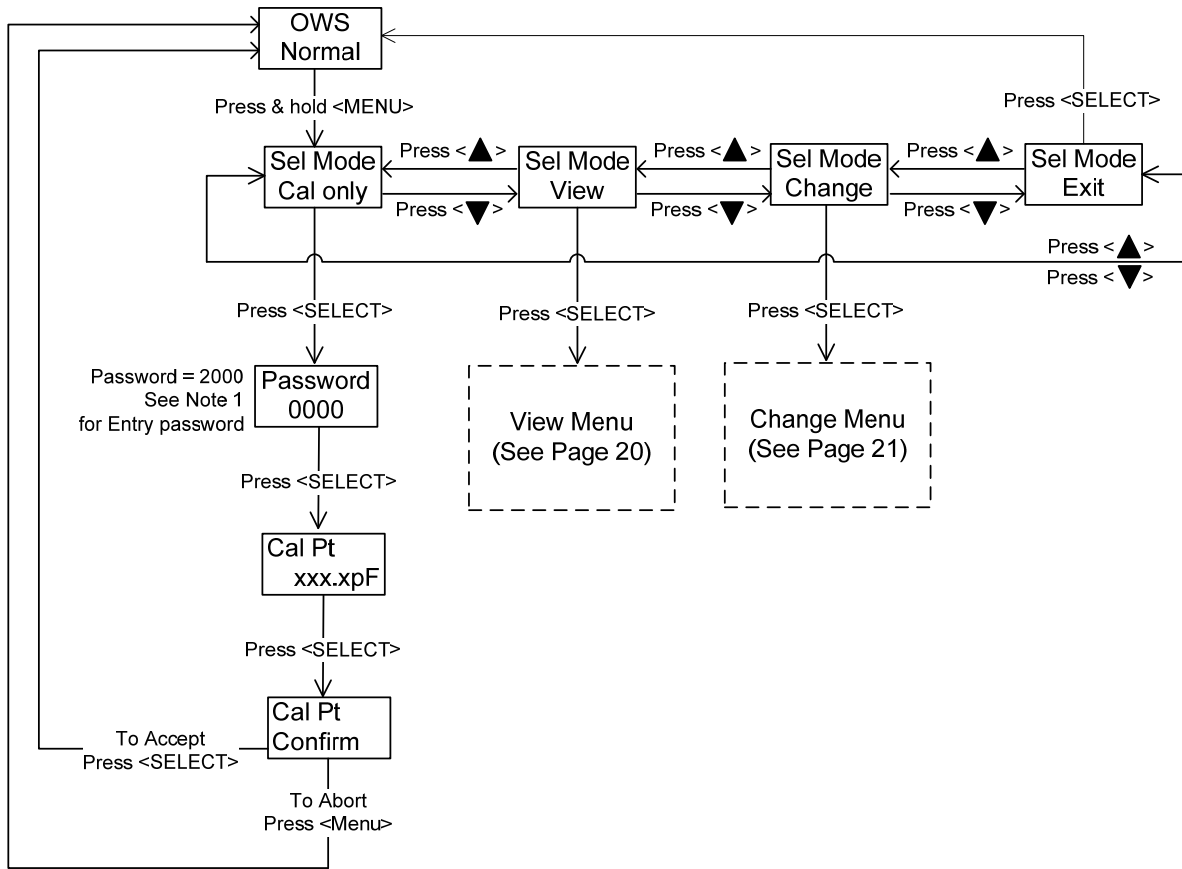 OWS
Normal
Press & hold <MENU>
Press <SELECT>
Sel Mode
Cal only
Press <▲>
Press <▼>
Sel Mode
View
Press <▲>
Press <▼>
Sel Mode
Change
Press <▲>
Press <▼>
Sel Mode
Exit
Press <▲>
Press <▼>
Press <SELECT>
Press <SELECT>
Press <SELECT>
Password = 2000
See Note 1
for Entry password
Password
0000
View Menu
(See Page 20)
Change Menu
(See Page 21)
Press <SELECT>
Cal Pt
xxx.xpF
Press <SELECT>
Cal Pt
Confirm
To Accept
Press <SELECT>
To Abort
Press <Menu>